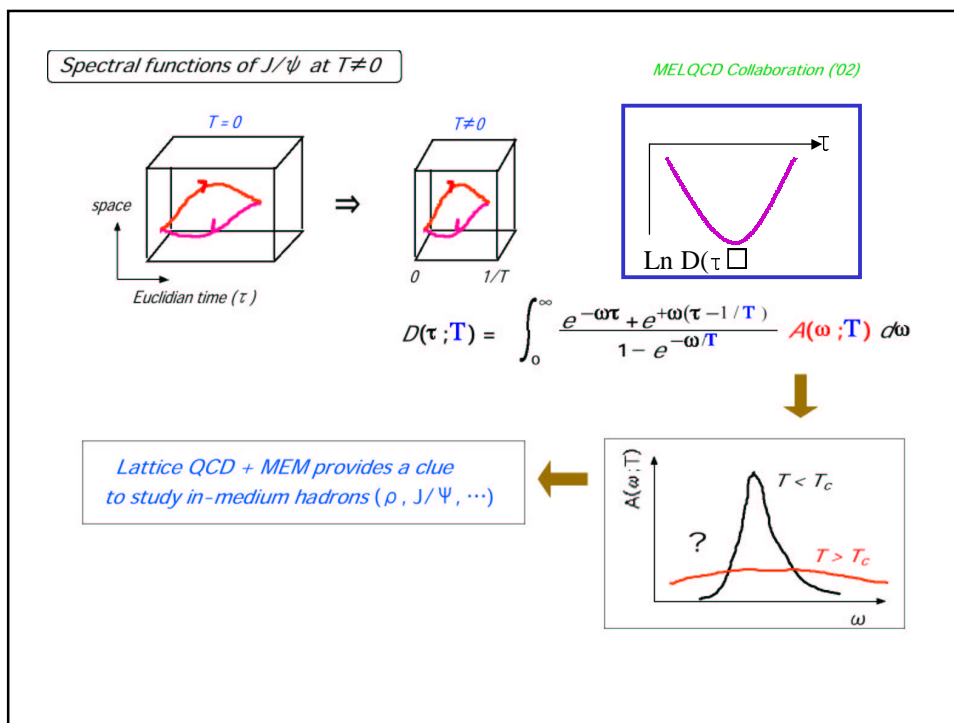 Spectral functions of J/ψ at T≠0
MELQCD Collaboration ('02)
T = 0
T≠0
space
⇒
0
1/T
Euclidian time (τ)
τ
Ln D(τ □
D(τ ;T) = ∫₀^∞ (e^{−ωτ} + e^{+ω(τ−1/T)}) / (1 − e^{−ω/T}) A(ω ;T) dω
Lattice QCD + MEM provides a clue
to study in-medium hadrons (ρ, J/Ψ, ⋯)
A(ω;T)
T < Tc
?
T > Tc
ω